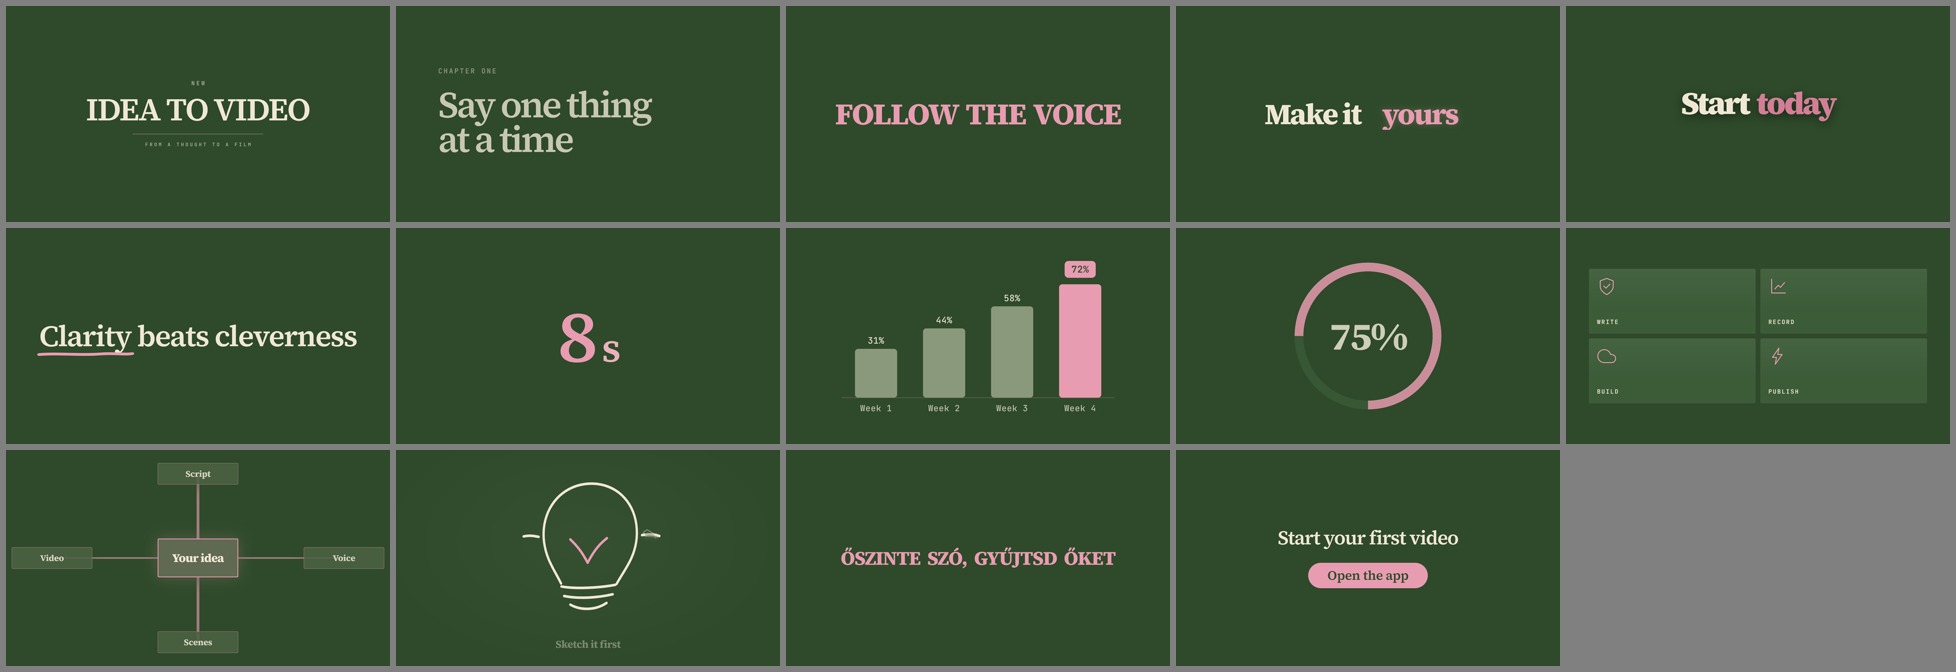 NEW
IDEA TO VIDEO
FROM A THOUGHT TO A FILM
CHAPTER ONE
Say one thing
at a time
FOLLOW THE VOICE
Make it yours
Start today
Clarity beats cleverness
8 s
72%
58%
44%
31%
Week 1 Week 2 Week 3 Week 4
75%
WRITE RECORD
BUILD PUBLISH
Script
Video Your idea Voice
Scenes
Sketch it first
ŐSZINTE SZÓ, GYŰJTSD ŐKET
Start your first video
Open the app